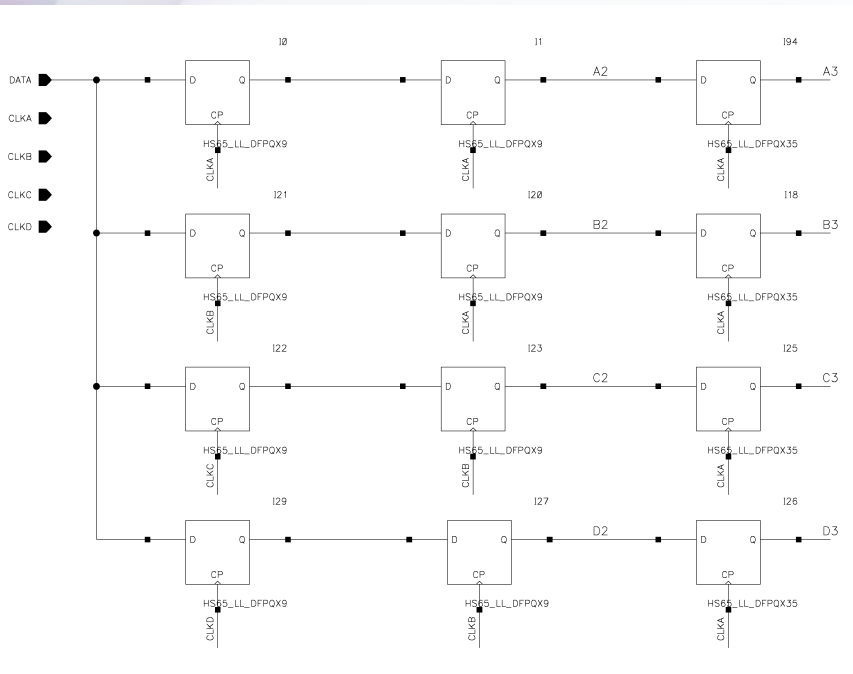 I0 I1 I94
DATA D Q D Q A2 D Q A3
CLKA CP CP CP
HS65_LL_DFPQX9 HS65_LL_DFPQX9 HS65_LL_DFPQX35
CLKB CLKA CLKA CLKA
CLKC I21 I20 I18
CLKD D Q D Q B2 D Q B3
CP CP CP
HS65_LL_DFPQX9 HS65_LL_DFPQX9 HS65_LL_DFPQX35
CLKB CLKA CLKA
I22 I23 I25
D Q D Q C2 D Q C3
CP CP CP
HS65_LL_DFPQX9 HS65_LL_DFPQX9 HS65_LL_DFPQX35
CLKC CLKB CLKA
I29 I27 I26
D Q D Q D2 D Q D3
CP CP CP
HS65_LL_DFPQX9 HS65_LL_DFPQX9 HS65_LL_DFPQX35
CLKD CLKB CLKA